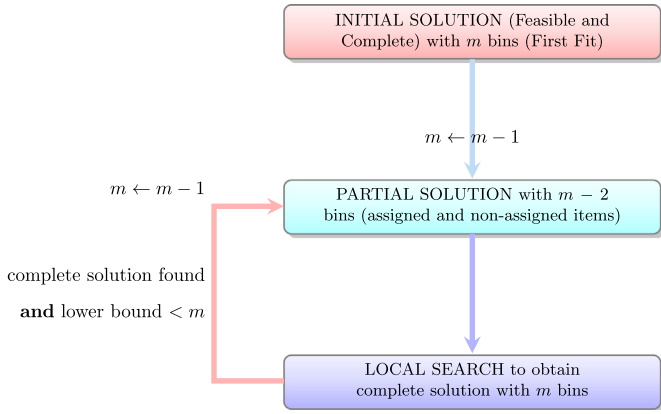 INITIAL SOLUTION (Feasible and
Complete) with m bins (First Fit)
m ← m − 1
m ← m − 1
PARTIAL SOLUTION with m − 2
bins (assigned and non-assigned items)
complete solution found
and lower bound < m
LOCAL SEARCH to obtain
complete solution with m bins